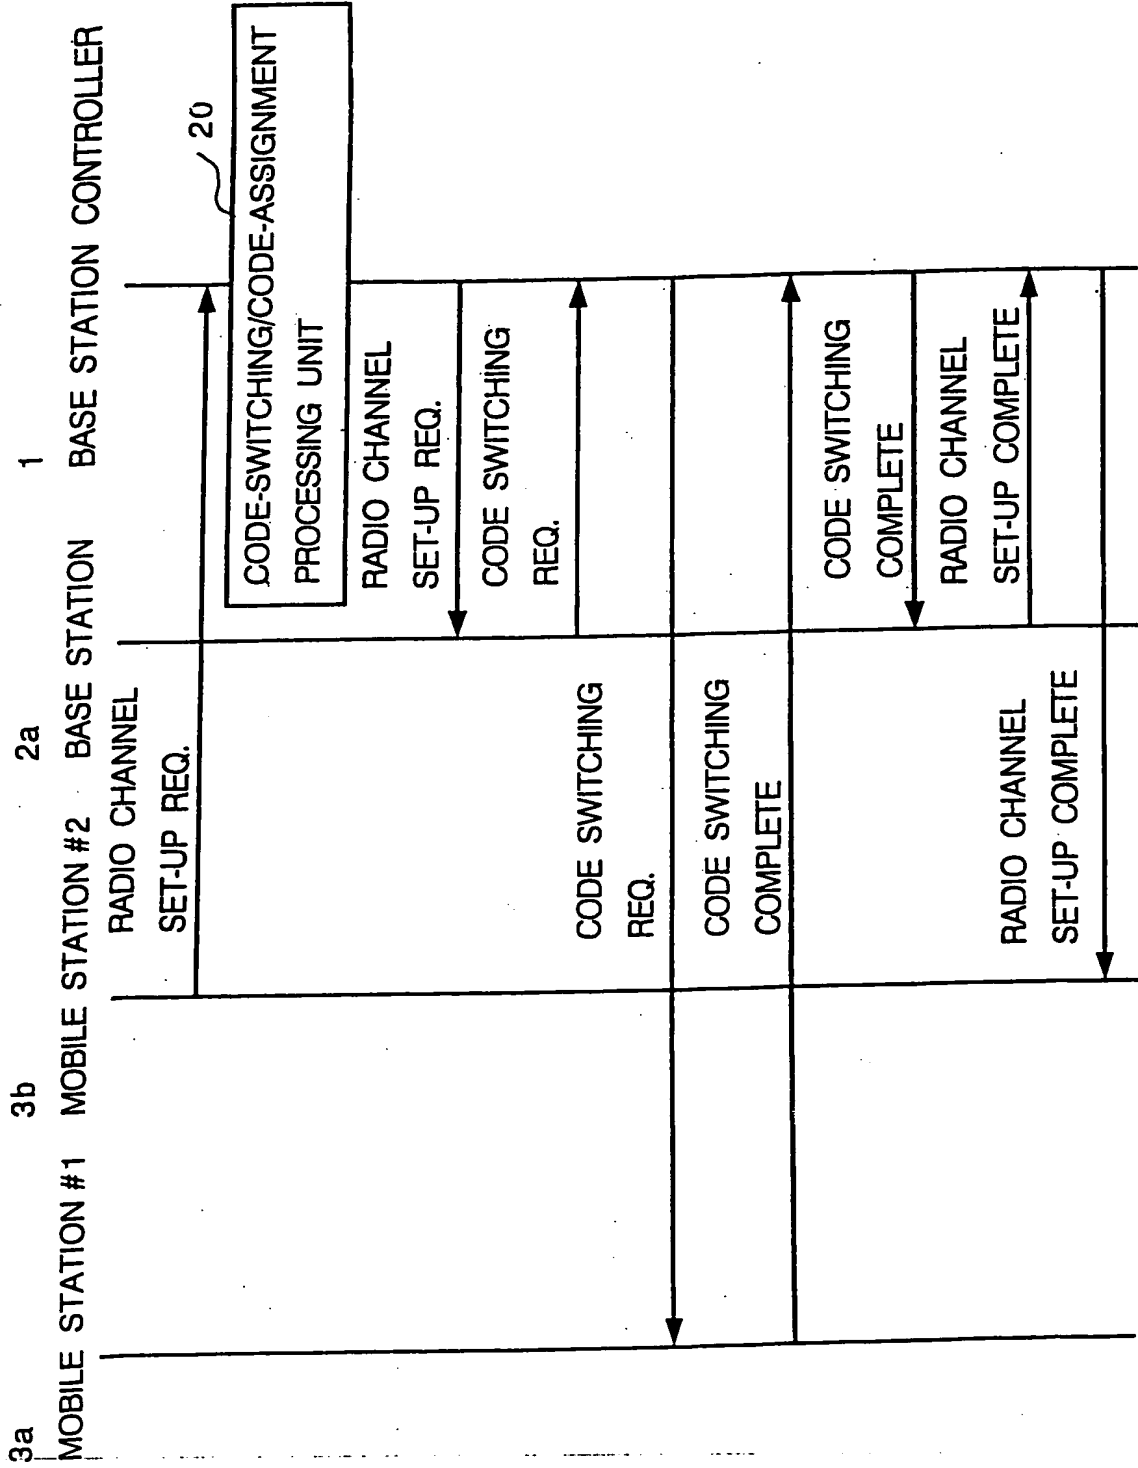 3a
3b
2a
1
MOBILE STATION #1
MOBILE STATION #2
BASE STATION
BASE STATION CONTROLLER
RADIO CHANNEL
SET-UP REQ.
20
CODE-SWITCHING/CODE-ASSIGNMENT
PROCESSING UNIT
RADIO CHANNEL
SET-UP REQ.
CODE SWITCHING
REQ.
CODE SWITCHING
REQ.
CODE SWITCHING
COMPLETE
CODE SWITCHING
COMPLETE
RADIO CHANNEL
SET-UP COMPLETE
RADIO CHANNEL
SET-UP COMPLETE